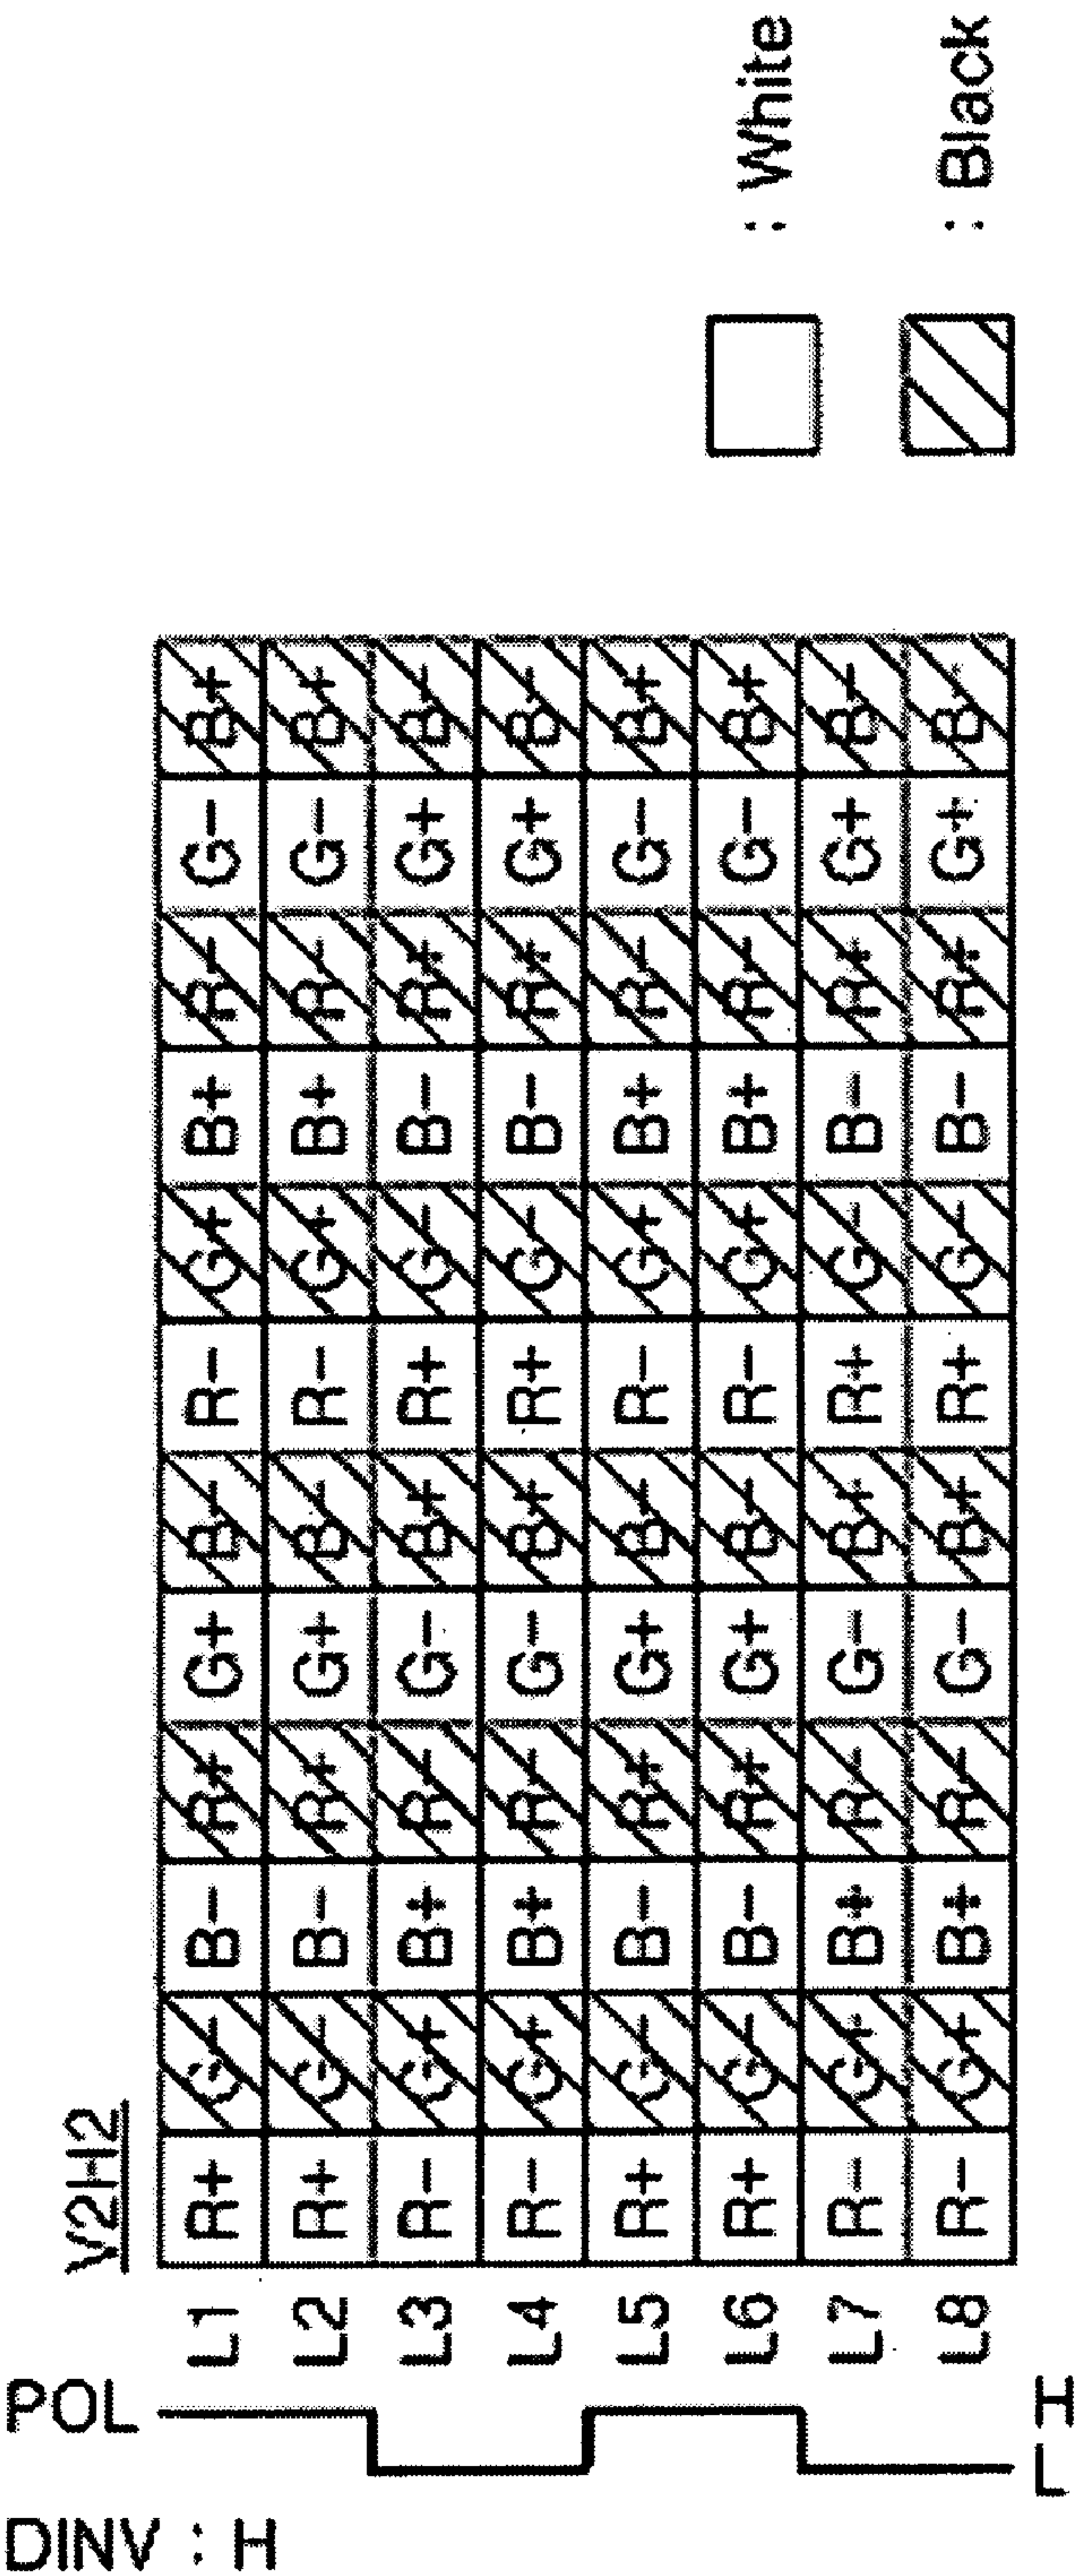 DINV : H POL
V2H2
L1 R+ G- B- R+ G+ B- R- G+ B+ R- G- B+
L2 R+ G- B- R+ G+ B- R- G+ B+ R- G- B+
L3 R- G+ B+ R- G- B+ R+ G- B- R+ G+ B-
L4 R- G+ B+ R- G- B+ R+ G- B- R+ G+ B-
L5 R+ G- B- R+ G+ B- R- G+ B+ R- G- B+
L6 R+ G- B- R+ G+ B- R- G+ B+ R- G- B+
L7 R- G+ B+ R- G- B+ R+ G- B- R+ G+ B-
L8 R- G+ B+ R- G- B+ R+ G- B- R+ G+ B-
L H
: White
: Black